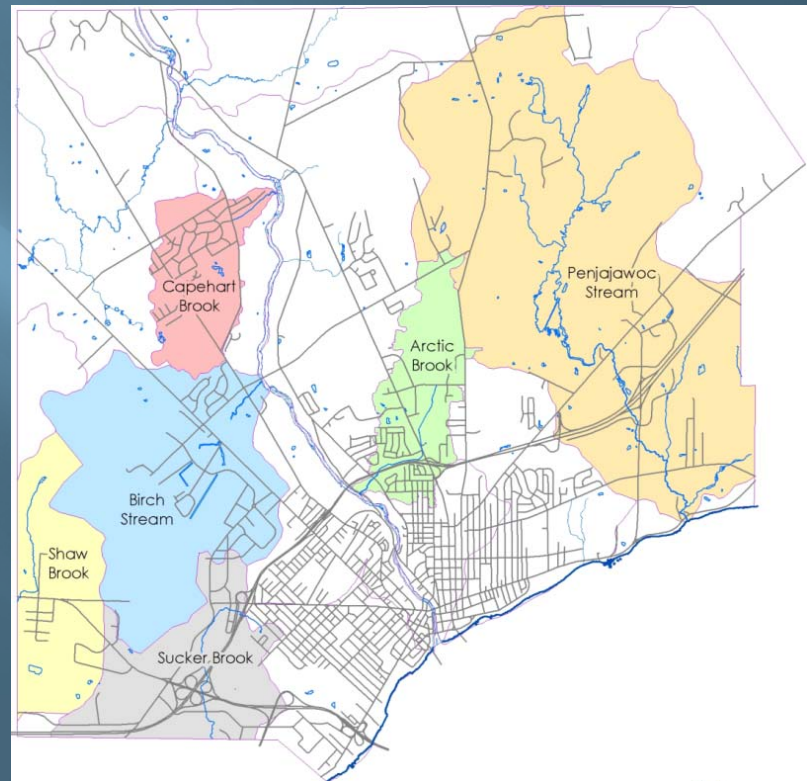 Capehart
Brook
Penjajawoc
Stream
Arctic
Brook
Birch
Stream
Shaw
Brook
Sucker Brook